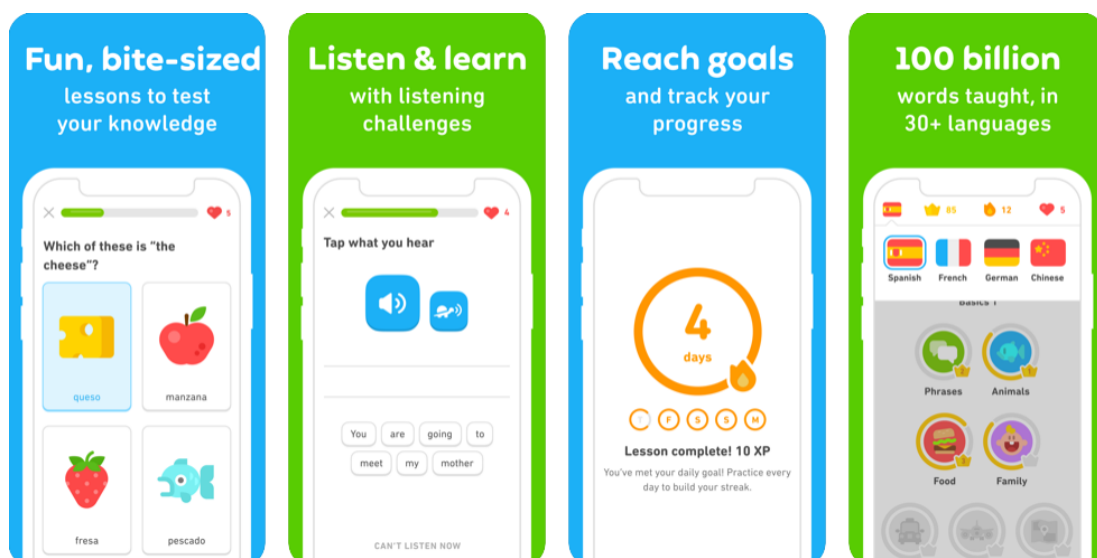 Fun, bite-sized
lessons to test
your knowledge
5
Which of these is "the
cheese"?
queso
manzana
fresa
pescado
Listen & learn
with listening
challenges
4
Tap what you hear
You are going to
meet my mother
CAN'T LISTEN NOW
Reach goals
and track your
progress
4
days
T F S S M
Lesson complete! 10 XP
You've met your daily goal! Practice every
day to build your streak.
100 billion
words taught, in
30+ languages
85 12 5
Spanish French German Chinese
Basics 1
Phrases Animals
Food Family